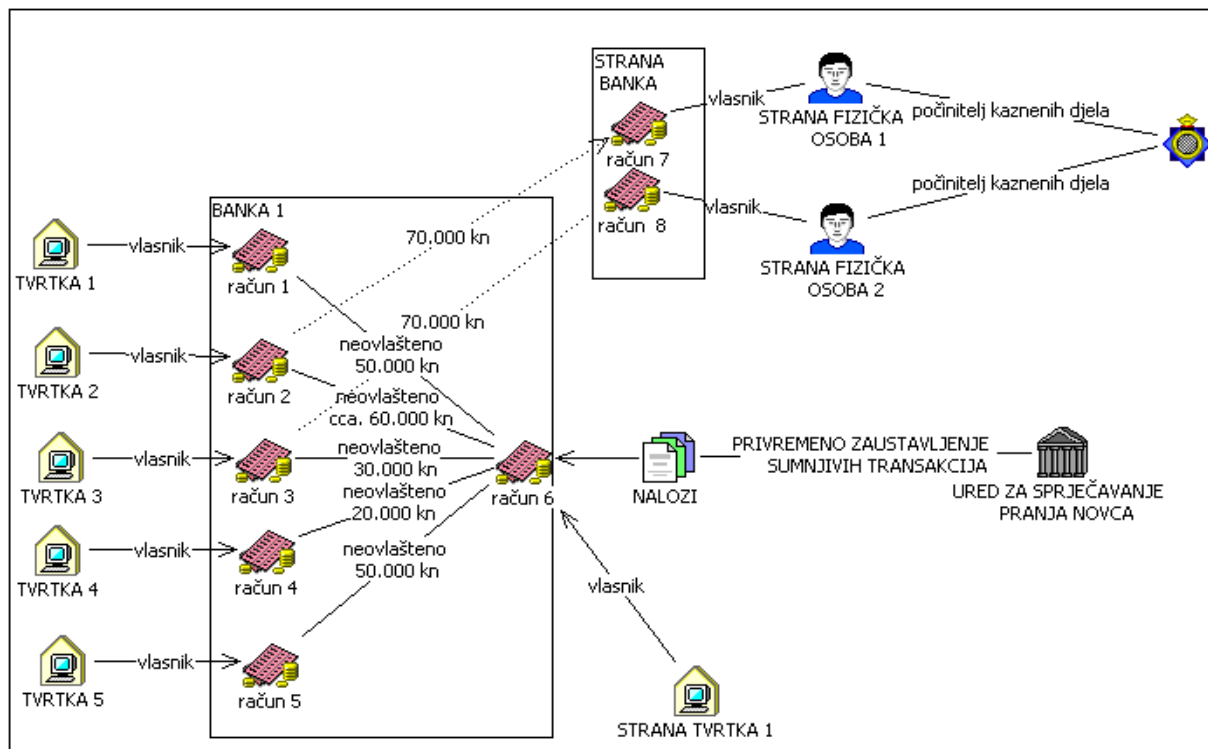 STRANA
BANKA
račun 7
račun 8
vlasnik
vlasnik
STRANA FIZIČKA
OSOBA 1
STRANA FIZIČKA
OSOBA 2
počinitelj kaznenih djela
počinitelj kaznenih djela
BANKA 1
TVRTKA 1
vlasnik
račun 1
TVRTKA 2
vlasnik
račun 2
TVRTKA 3
vlasnik
račun 3
TVRTKA 4
vlasnik
račun 4
TVRTKA 5
vlasnik
račun 5
70.000 kn
70.000 kn
neovlašteno
50.000 kn
neovlašteno
cca. 60.000 kn
neovlašteno
30.000 kn
neovlašteno
20.000 kn
neovlašteno
50.000 kn
račun 6
NALOZI
PRIVREMENO ZAUSTAVLJENJE
SUMNJIVIH TRANSAKCIJA
URED ZA SPRJEČAVANJE
PRANJA NOVCA
vlasnik
STRANA TVRTKA 1